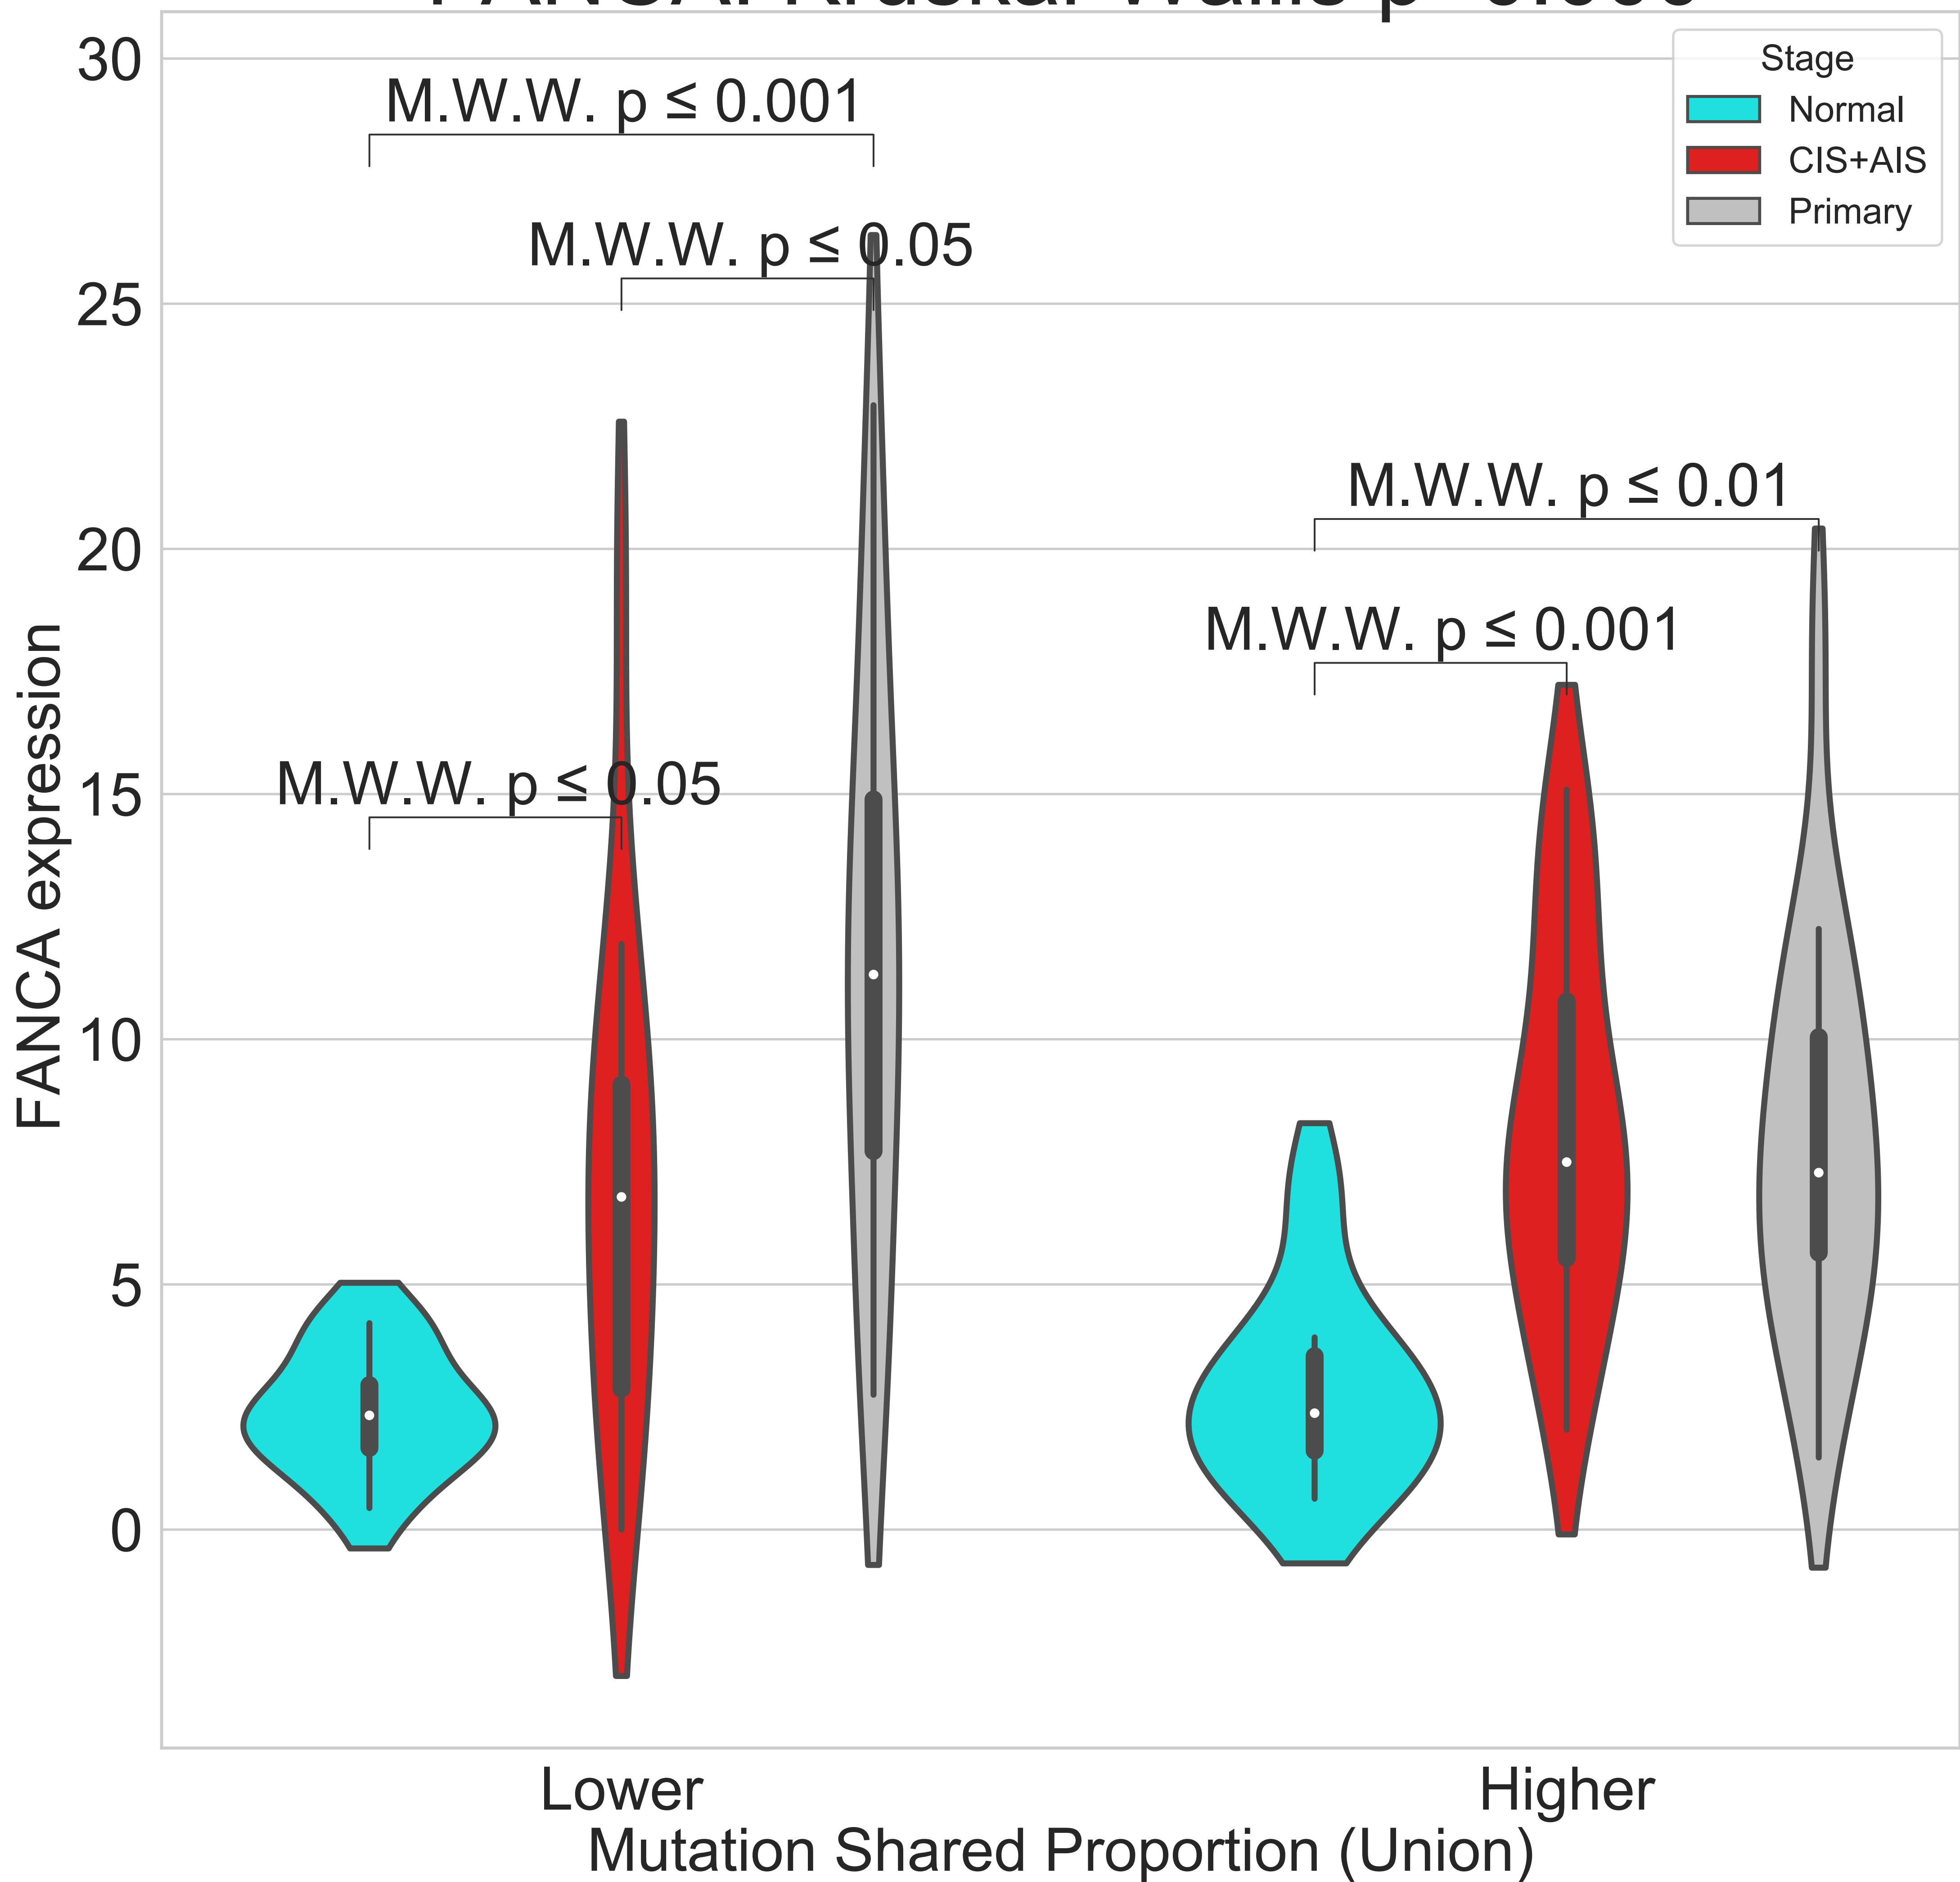 30
M.W.W. p ≤ 0.001
Stage
Normal
CIS+AIS
Primary
M.W.W. p ≤ 0.05
25
M.W.W. p ≤ 0.01
20
M.W.W. p ≤ 0.001
M.W.W. p ≤ 0.05
15
FANCA expression
10
5
0
Lower
Higher
Mutation Shared Proportion (Union)